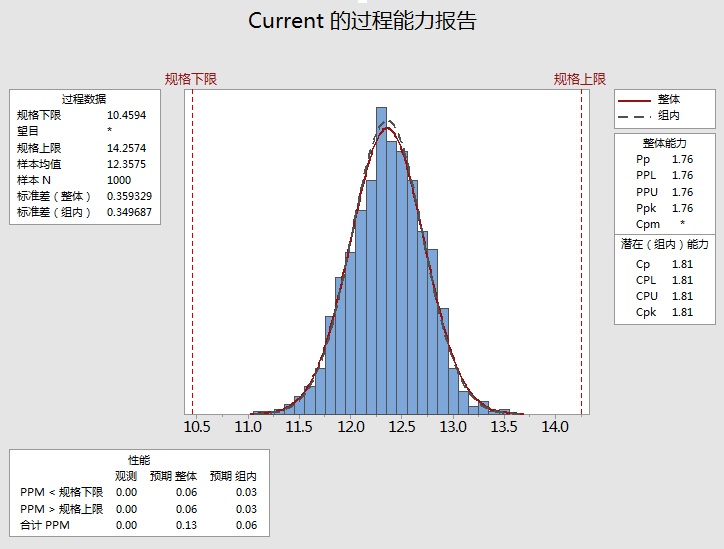 Current 的过程能力报告
规格下限 规格上限
过程数据
规格下限 10.4594
望目 *
规格上限 14.2574
样本均值 12.3575
样本 N 1000
标准差（整体） 0.359329
标准差（组内） 0.349687
整体
组内
整体能力
Pp 1.76
PPL 1.76
PPU 1.76
Ppk 1.76
Cpm *
潜在（组内）能力
Cp 1.81
CPL 1.81
CPU 1.81
Cpk 1.81
10.5 11.0 11.5 12.0 12.5 13.0 13.5 14.0
性能
观测 预期 整体 预期 组内
PPM < 规格下限 0.00 0.06 0.03
PPM > 规格上限 0.00 0.06 0.03
合计 PPM 0.00 0.13 0.06